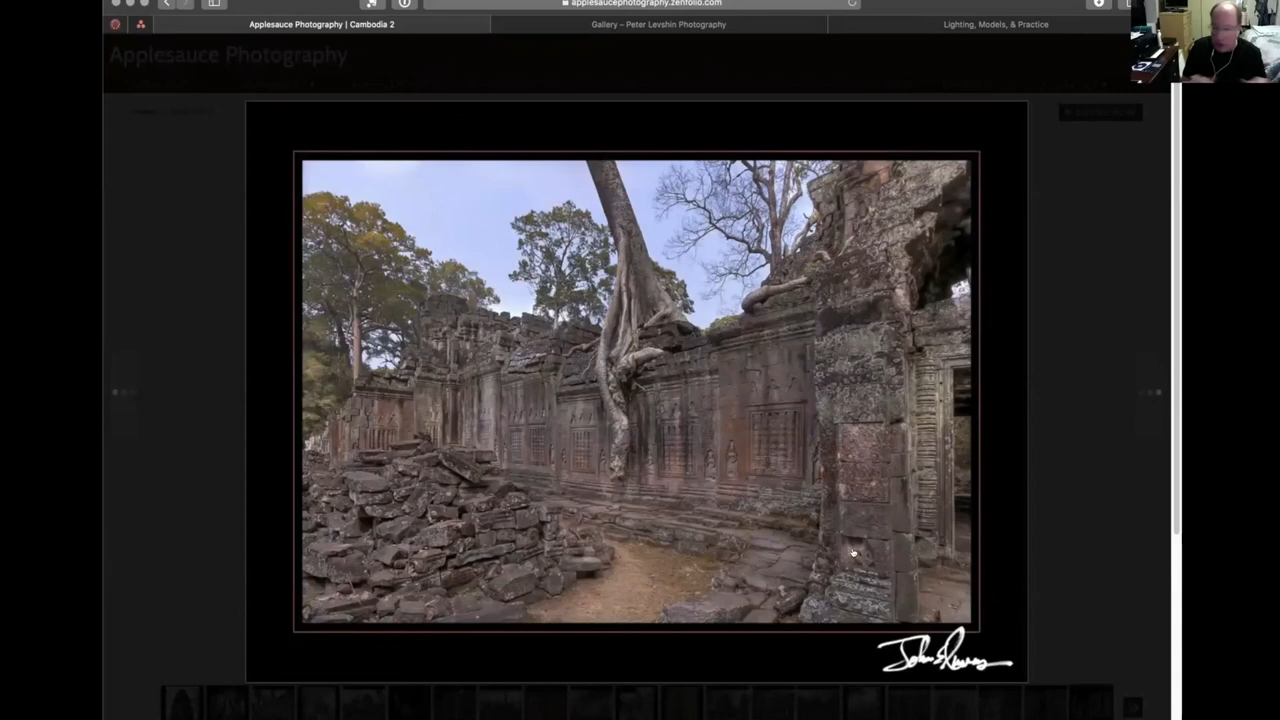 applesaucephotography.zenfolio.com
Applesauce Photography | Cambodia 2
Gallery – Peter Levshin Photography
Lighting, Models, & Practice
Applesauce Photography